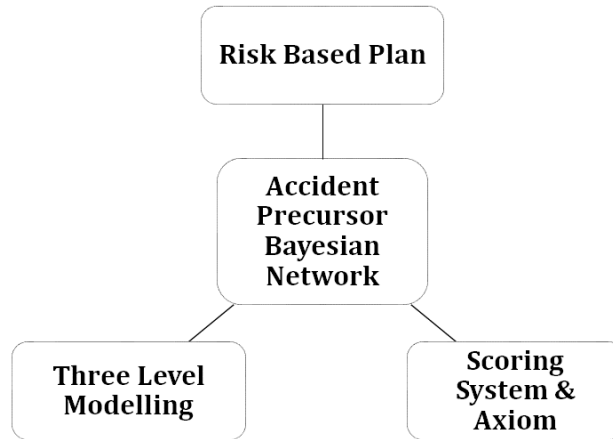 Risk Based Plan
Accident
Precursor
Bayesian
Network
Three Level
Modelling
Scoring
System &
Axiom